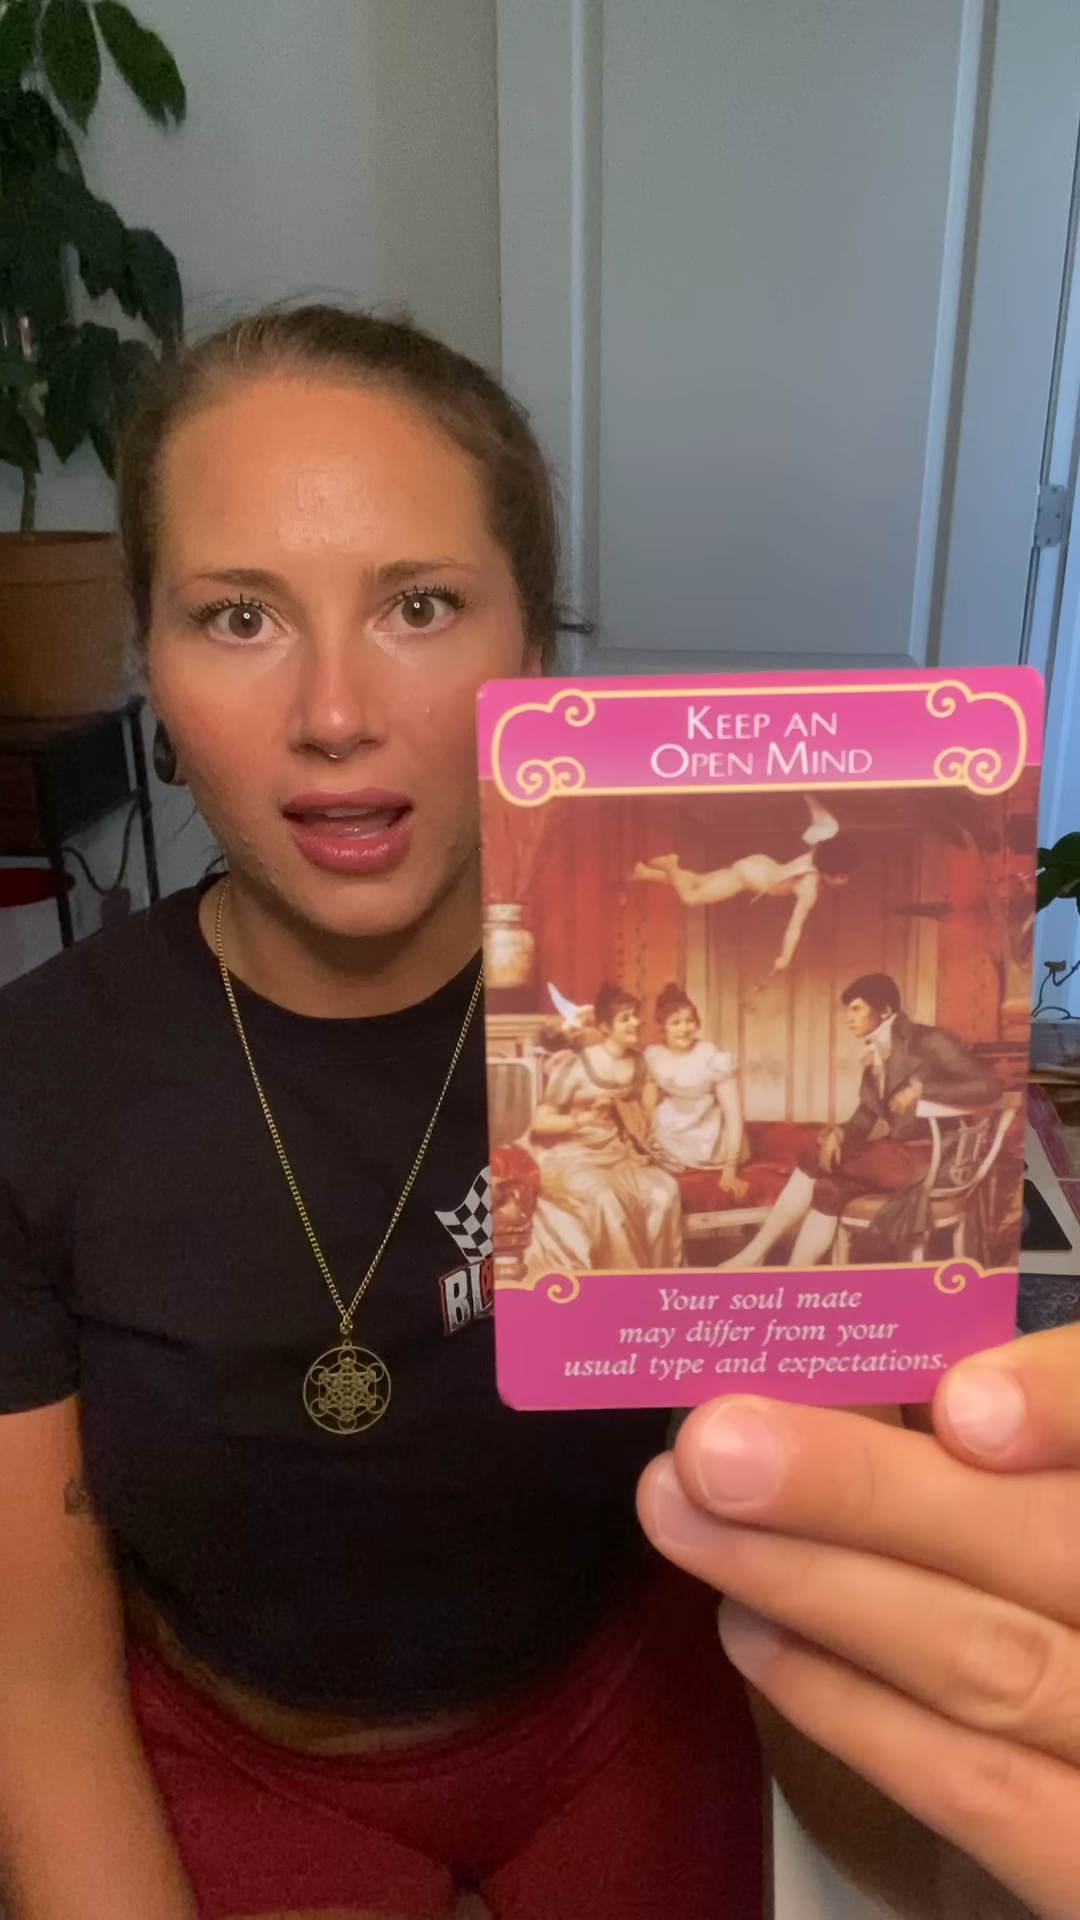 KEEP AN
OPEN MIND
Your soul mate
may differ from your
usual type and expectations.